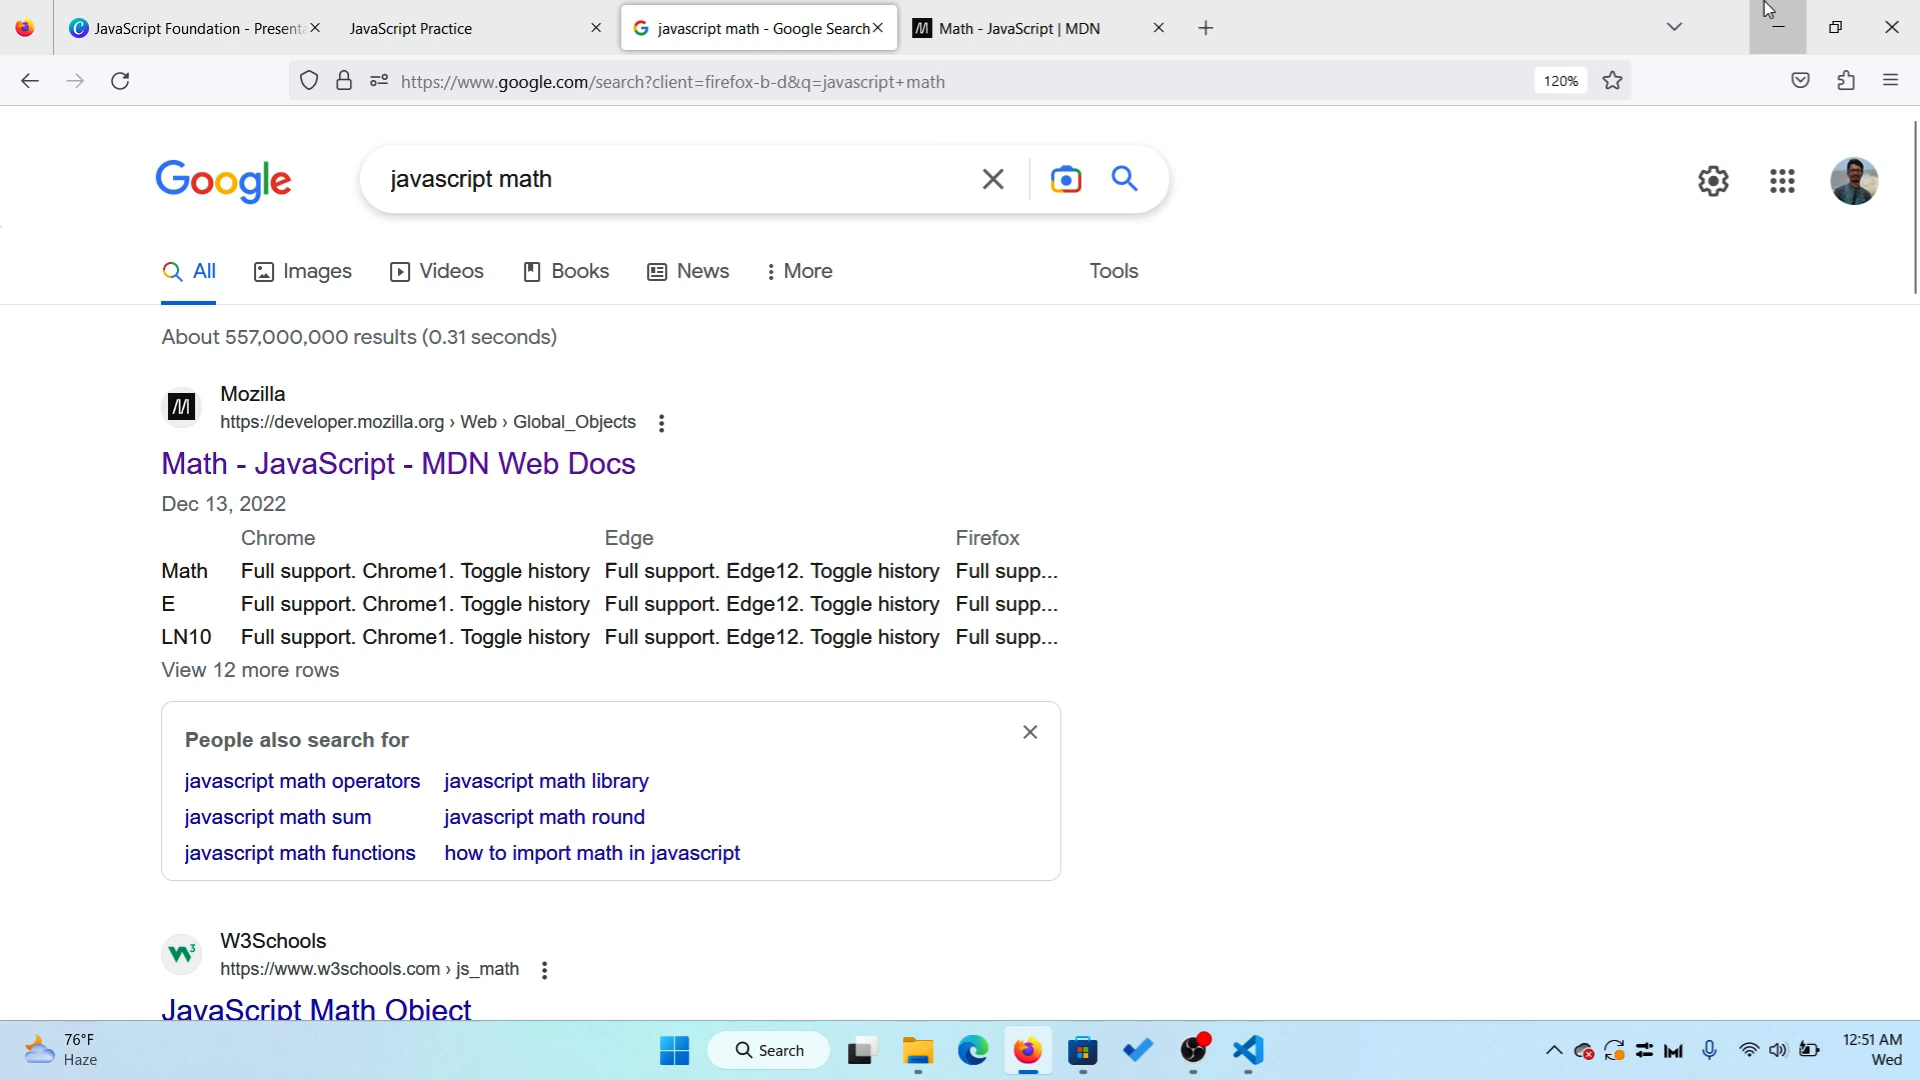 JavaScript Foundation - Present
JavaScript Practice
javascript math - Google Search
Math - JavaScript | MDN
https://www.google.com/search?client=firefox-b-d&q=javascript+math
120%
Google
javascript math
All
Images
Videos
Books
News
More
Tools
About 557,000,000 results (0.31 seconds)
Mozilla
https://developer.mozilla.org › Web › Global_Objects
Math - JavaScript - MDN Web Docs
Dec 13, 2022
Chrome Edge Firefox
Math Full support. Chrome1. Toggle history Full support. Edge12. Toggle history Full supp...
E Full support. Chrome1. Toggle history Full support. Edge12. Toggle history Full supp...
LN10 Full support. Chrome1. Toggle history Full support. Edge12. Toggle history Full supp...
View 12 more rows
People also search for
javascript math operators javascript math library
javascript math sum javascript math round
javascript math functions how to import math in javascript
W3Schools
https://www.w3schools.com › js_math
JavaScript Math Object
76°F
Haze
Search
12:51 AM
Wed